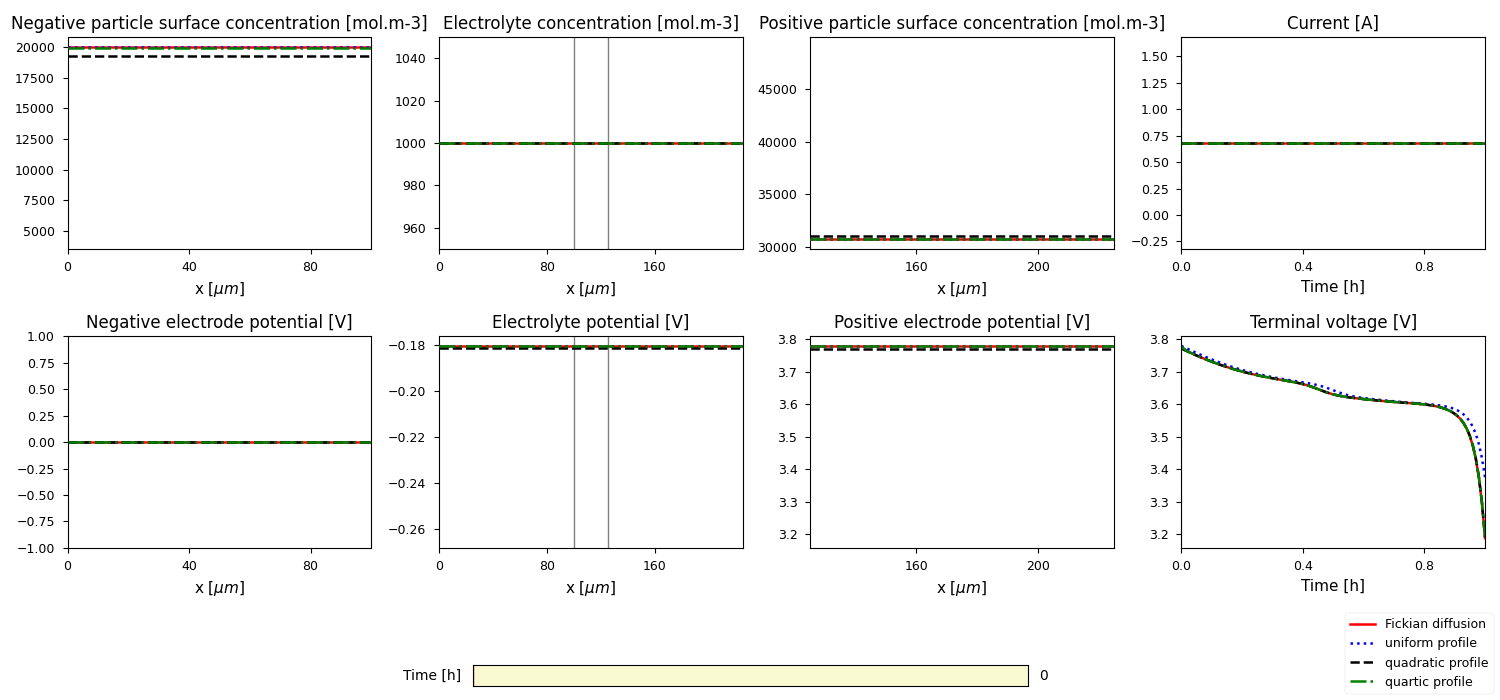 Negative particle surface concentration [mol.m-3]
20000
17500
15000
12500
10000
7500
5000
0 40 80
x [μm]
Electrolyte concentration [mol.m-3]
1040
1020
1000
980
960
0 80 160
x [μm]
Positive particle surface concentration [mol.m-3]
45000
40000
35000
30000
160 200
x [μm]
Current [A]
1.50
1.25
1.00
0.75
0.50
0.25
0.00
−0.25
0.0 0.4 0.8
Time [h]
Negative electrode potential [V]
1.00
0.75
0.50
0.25
0.00
−0.25
−0.50
−0.75
−1.00
0 40 80
x [μm]
Electrolyte potential [V]
−0.18
−0.20
−0.22
−0.24
−0.26
0 80 160
x [μm]
Positive electrode potential [V]
3.8
3.7
3.6
3.5
3.4
3.3
3.2
160 200
x [μm]
Terminal voltage [V]
3.8
3.7
3.6
3.5
3.4
3.3
3.2
0.0 0.4 0.8
Time [h]
Fickian diffusion
uniform profile
quadratic profile
quartic profile
Time [h] 0